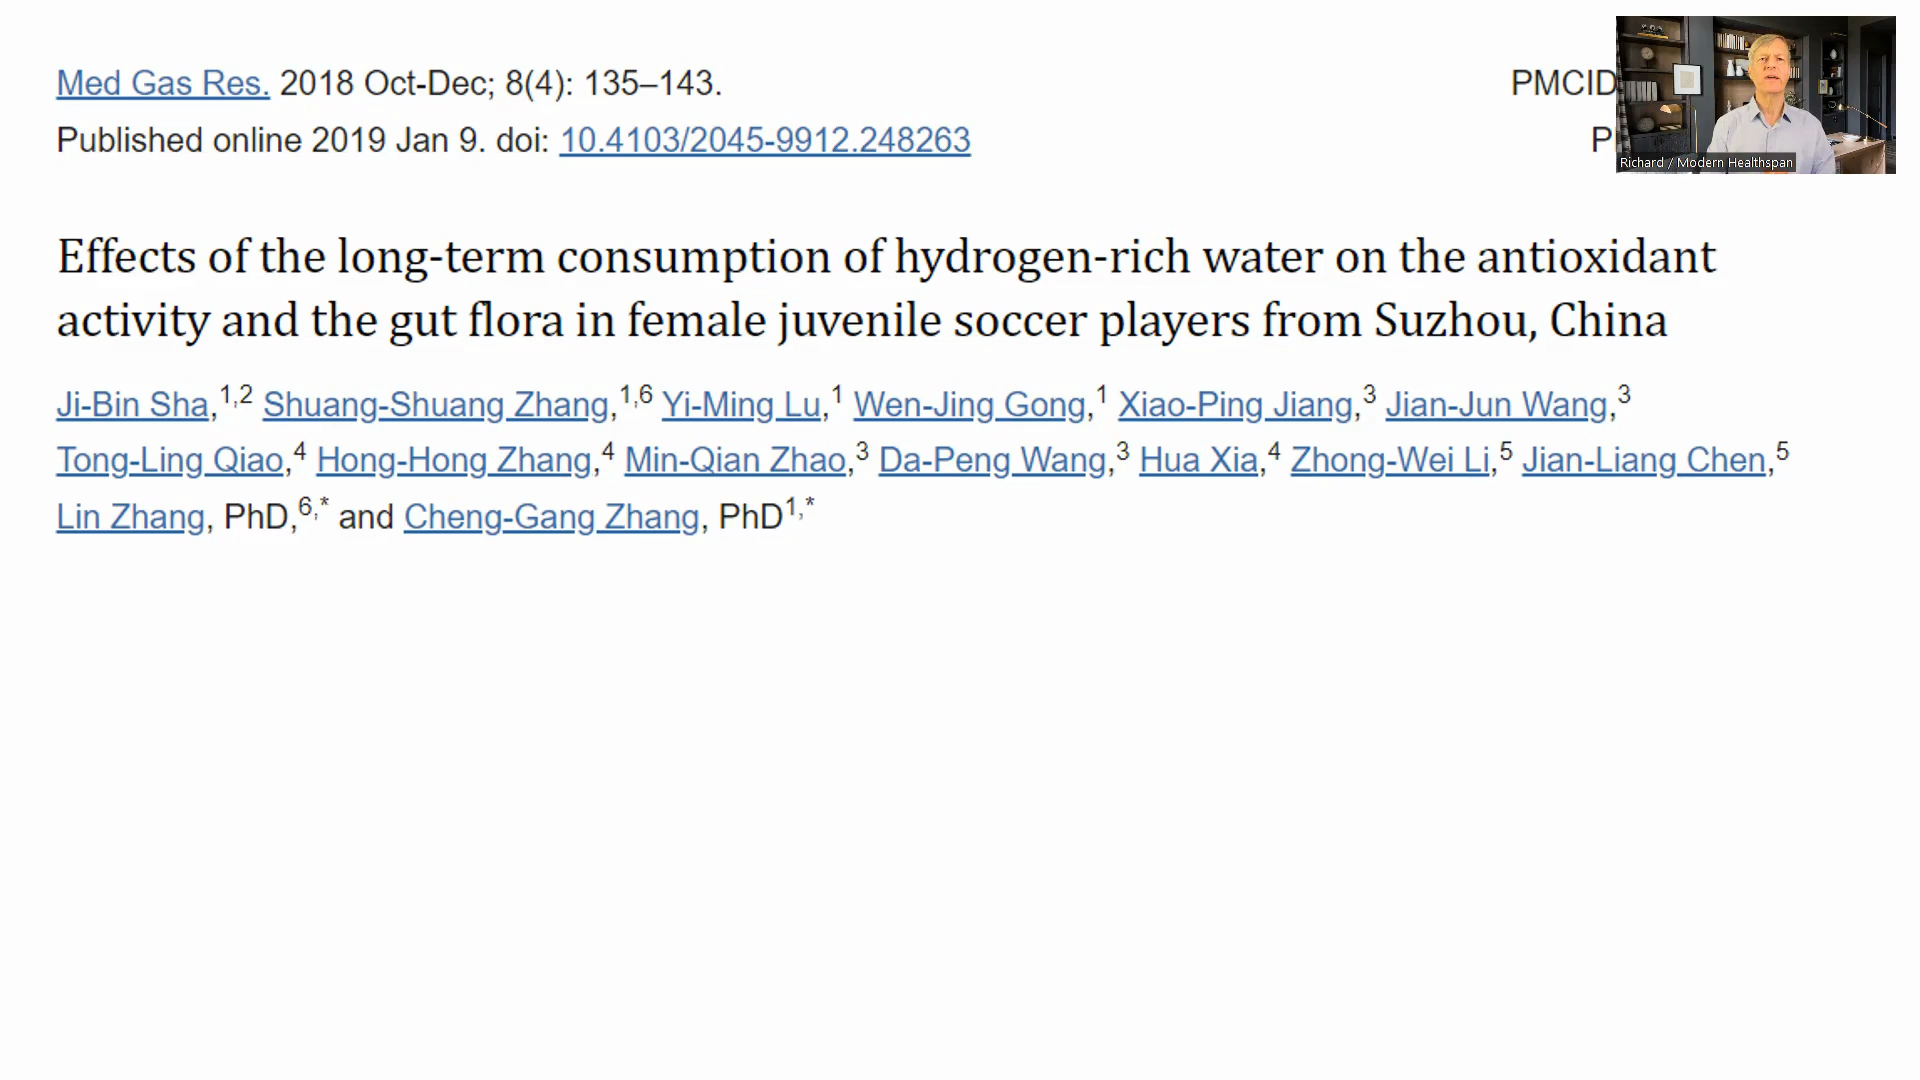 Med Gas Res. 2018 Oct-Dec; 8(4): 135–143.
PMCID
Published online 2019 Jan 9. doi: 10.4103/2045-9912.248263
P
Richard / Modern Healthspan
Effects of the long-term consumption of hydrogen-rich water on the antioxidant
activity and the gut flora in female juvenile soccer players from Suzhou, China
Ji-Bin Sha,1,2 Shuang-Shuang Zhang,1,6 Yi-Ming Lu,1 Wen-Jing Gong,1 Xiao-Ping Jiang,3 Jian-Jun Wang,3
Tong-Ling Qiao,4 Hong-Hong Zhang,4 Min-Qian Zhao,3 Da-Peng Wang,3 Hua Xia,4 Zhong-Wei Li,5 Jian-Liang Chen,5
Lin Zhang, PhD,6,* and Cheng-Gang Zhang, PhD1,*